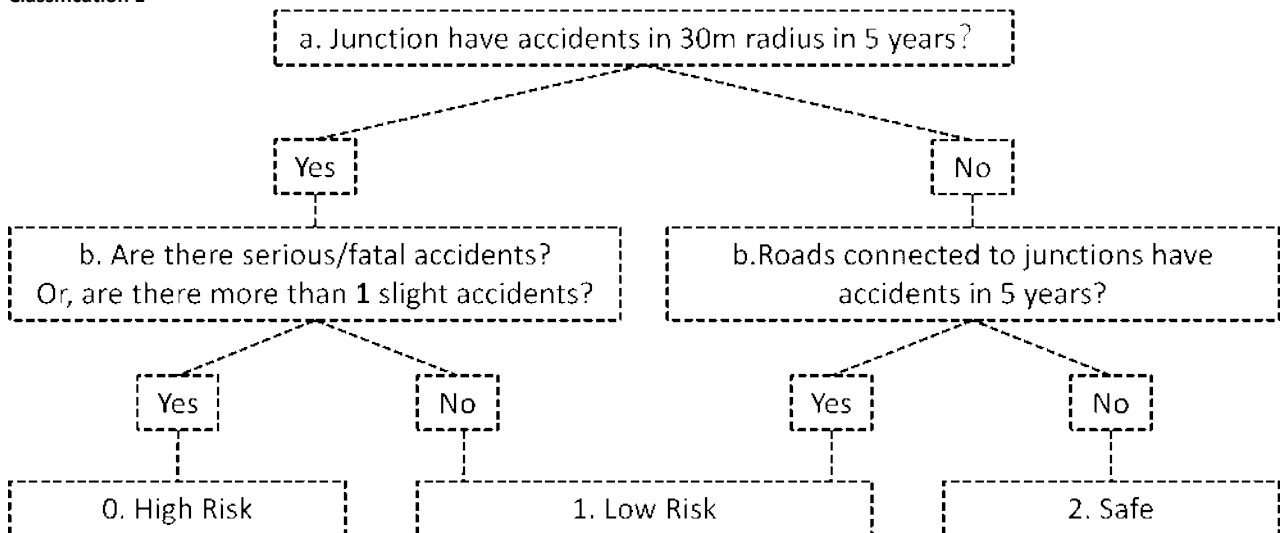 a. Junction have accidents in 30m radius in 5 years?
Yes
No
b. Are there serious/fatal accidents?
Or, are there more than 1 slight accidents?
b.Roads connected to junctions have
accidents in 5 years?
Yes
No
Yes
No
0. High Risk
1. Low Risk
2. Safe